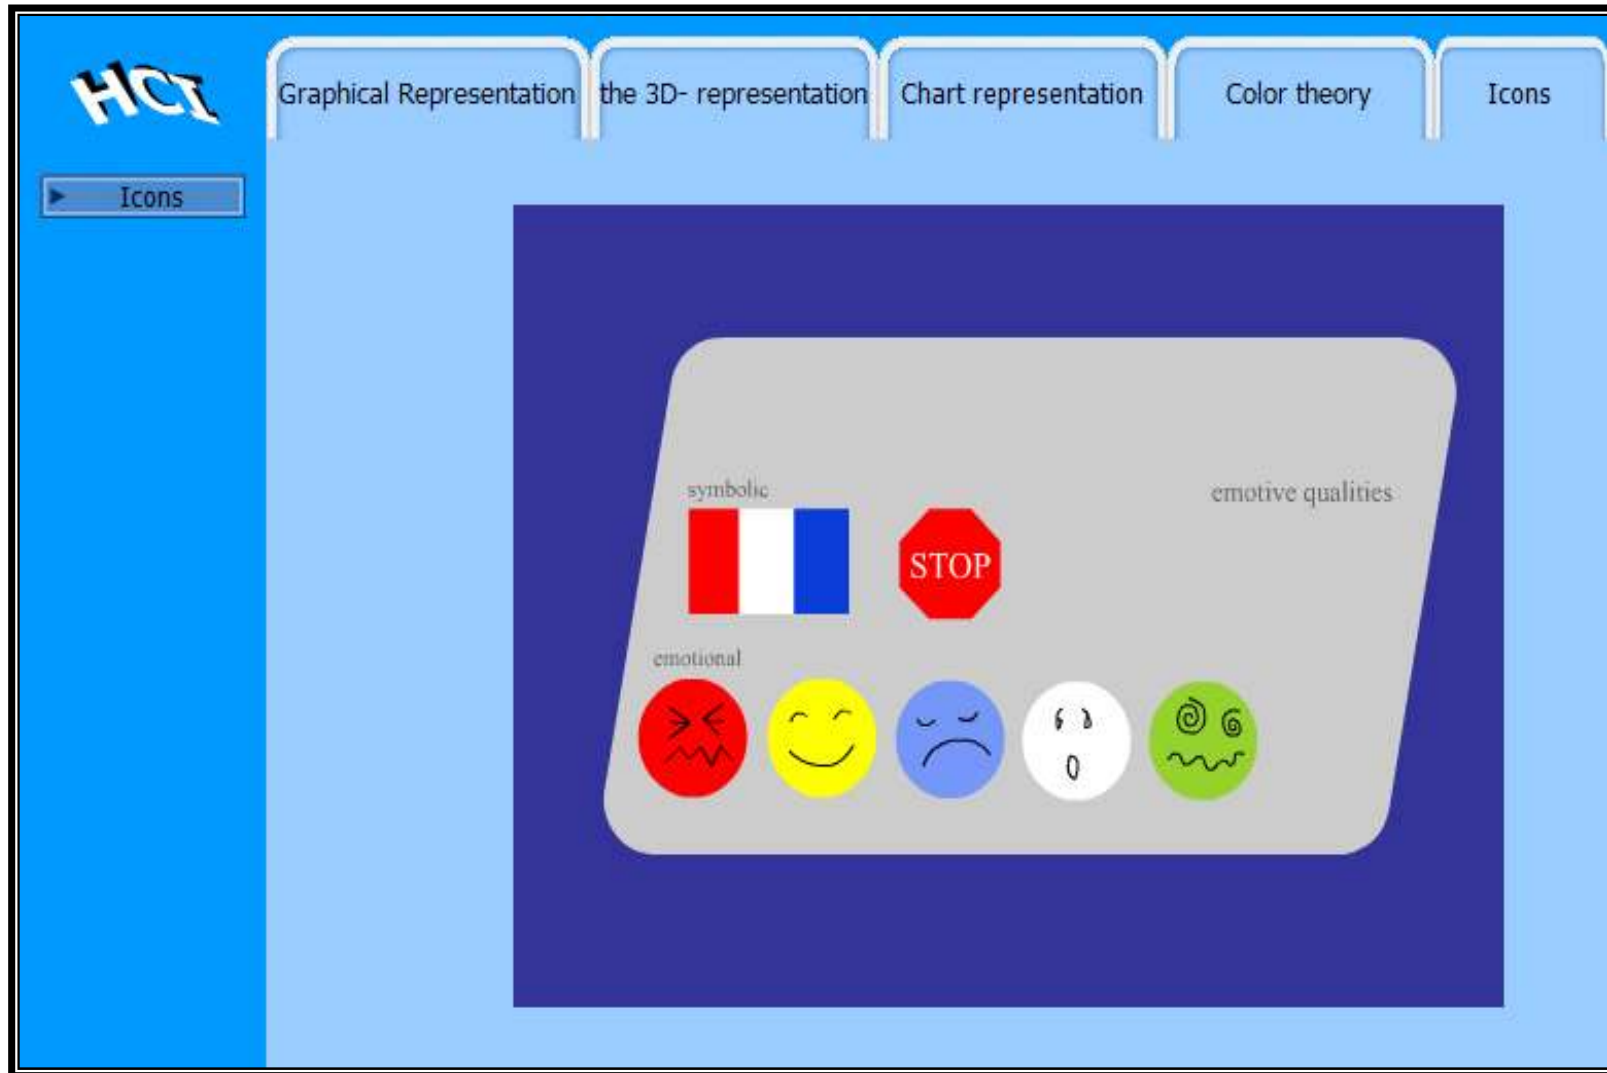 HCI
Graphical Representation
the 3D- representation
Chart representation
Color theory
Icons
Icons
symbolic
emotive qualities
STOP
emotional